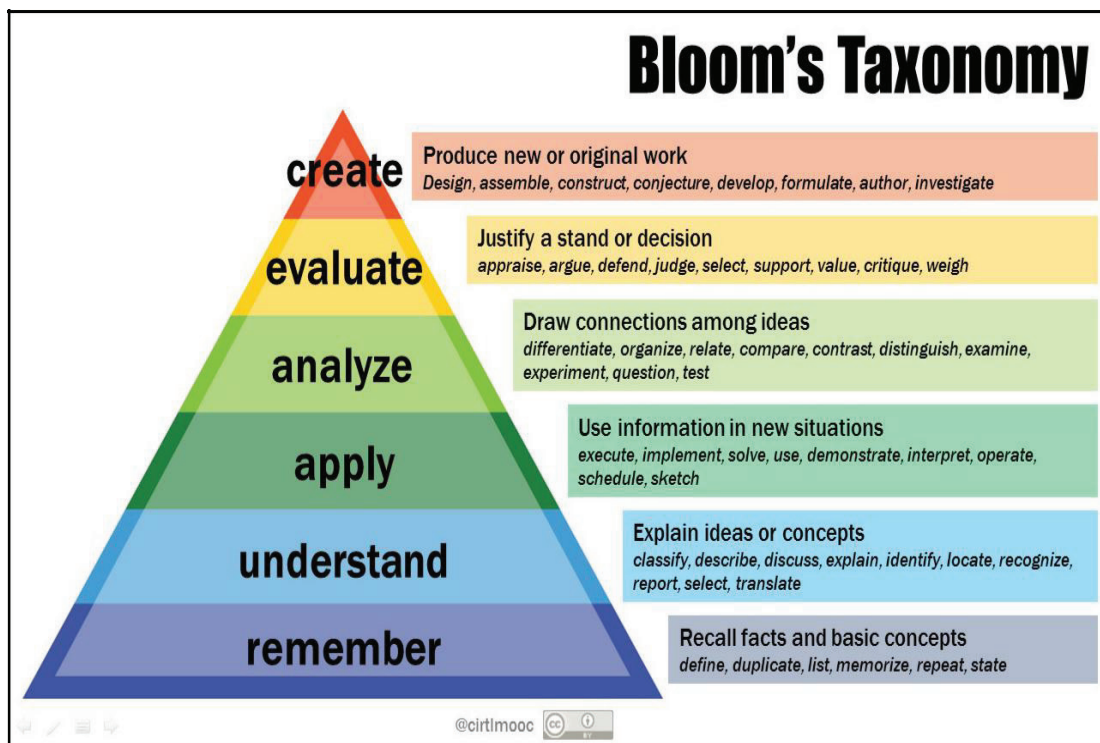 Bloom's Taxonomy
create
Produce new or original work
Design, assemble, construct, conjecture, develop, formulate, author, investigate
evaluate
Justify a stand or decision
appraise, argue, defend, judge, select, support, value, critique, weigh
analyze
Draw connections among ideas
differentiate, organize, relate, compare, contrast, distinguish, examine,
experiment, question, test
apply
Use information in new situations
execute, implement, solve, use, demonstrate, interpret, operate,
schedule, sketch
understand
Explain ideas or concepts
classify, describe, discuss, explain, identify, locate, recognize,
report, select, translate
remember
Recall facts and basic concepts
define, duplicate, list, memorize, repeat, state
@cirtlmooc
cc
BY